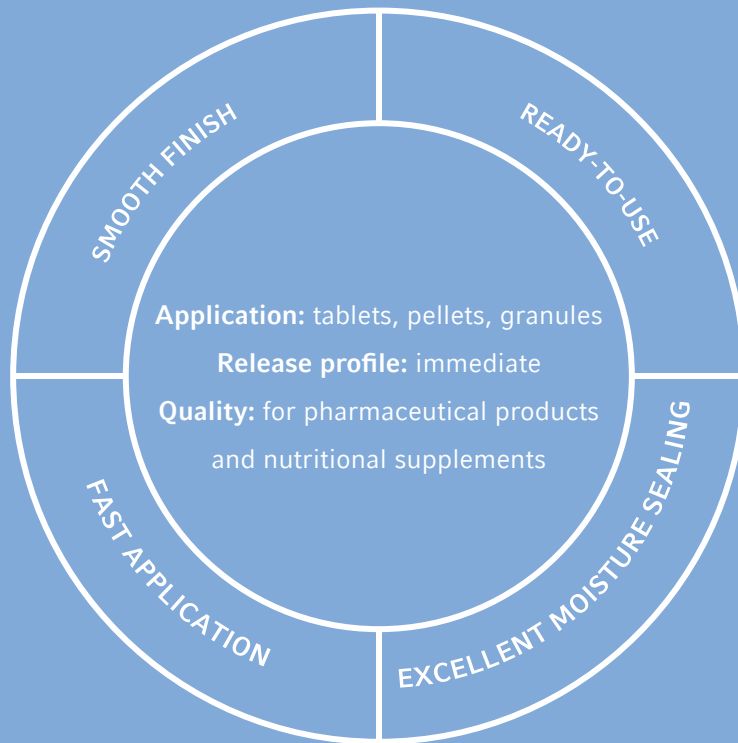 SMOOTH FINISH
READY-TO-USE
Application: tablets, pellets, granules
Release profile: immediate
Quality: for pharmaceutical products
and nutritional supplements
FAST APPLICATION
EXCELLENT MOISTURE SEALING